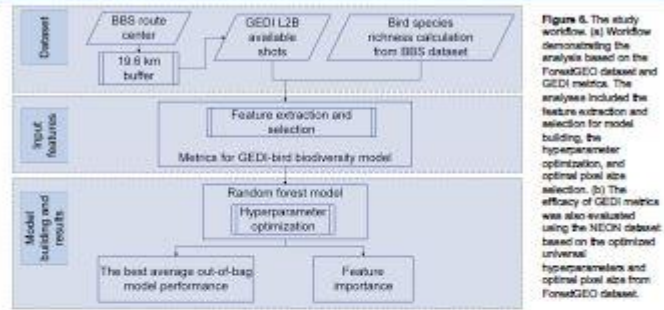 Dataset
BBS route
center
19.6 km
buffer
GEDI L2B
available
shots
Bird species
richness calculation
from BBS dataset
Input
features
Feature extraction and
selection
Metrics for GEDI-bird biodiversity model
Model
building and
results
Random forest model
Hyperparameter
optimization
The best average out-of-bag
model performance
Feature
importance
Figure 6. The study
workflow. (a) Workflow
demonstrating the
analysis based on the
ForestGEO dataset and
GEDI metrics. The
analyses included the
feature extraction and
selection for model
building, the
hyperparameter
optimization, and
optimal pixel size
selection. (b) The
efficacy of GEDI metrics
was also evaluated
using the NEON dataset
based on the optimized
universal
hyperparameters and
optimal pixel size from
ForestGEO dataset.